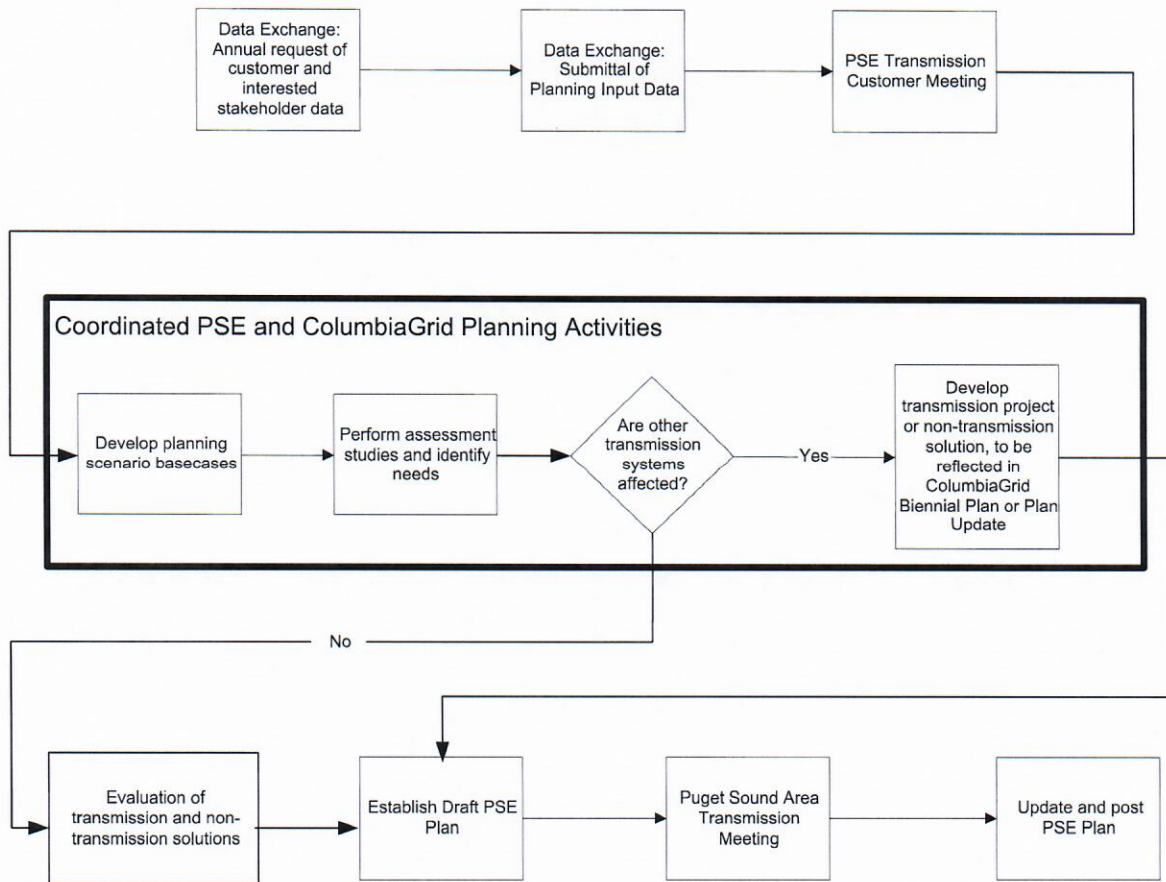 Data Exchange:
Annual request of
customer and
interested
stakeholder data
Data Exchange:
Submittal of
Planning Input Data
PSE Transmission
Customer Meeting
Coordinated PSE and ColumbiaGrid Planning Activities
Develop planning
scenario basecases
Perform assessment
studies and identify
needs
Are other
transmission
systems
affected?
Yes
Develop
transmission project
or non-transmission
solution, to be
reflected in
ColumbiaGrid
Biennial Plan or Plan
Update
No
Evaluation of
transmission and non-
transmission solutions
Establish Draft PSE
Plan
Puget Sound Area
Transmission
Meeting
Update and post
PSE Plan